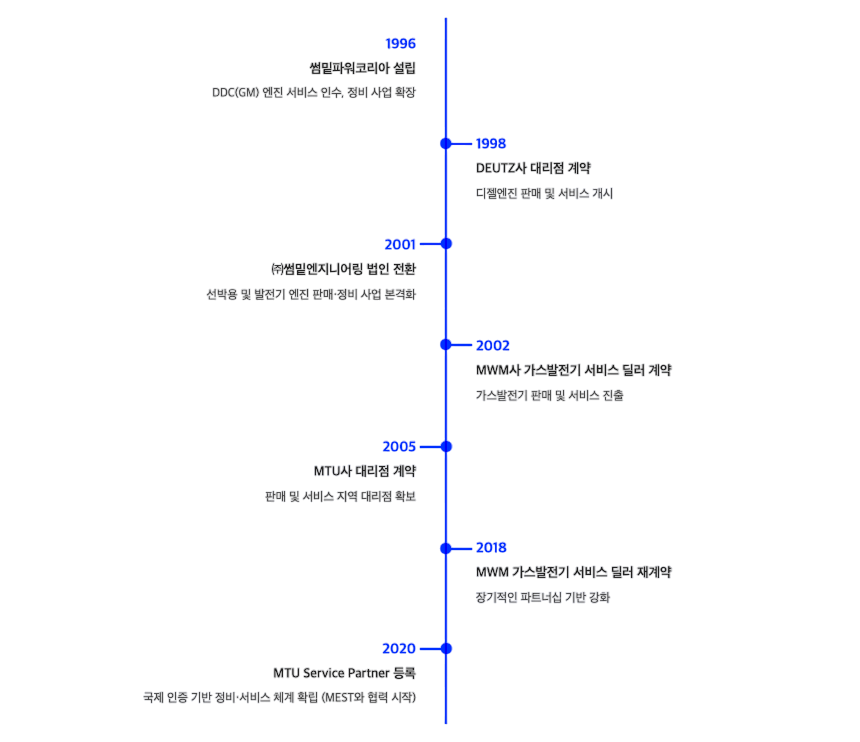 1996
썸밑파워코리아 설립
DDC(GM) 엔진 서비스 인수, 정비 사업 확장
1998
DEUTZ사 대리점 계약
디젤엔진 판매 및 서비스 개시
2001
㈜썸밑엔지니어링 법인 전환
선박용 및 발전기 엔진 판매·정비 사업 본격화
2002
MWM사 가스발전기 서비스 딜러 계약
가스발전기 판매 및 서비스 진출
2005
MTU사 대리점 계약
판매 및 서비스 지역 대리점 확보
2018
MWM 가스발전기 서비스 딜러 재계약
장기적인 파트너십 기반 강화
2020
MTU Service Partner 등록
국제 인증 기반 정비·서비스 체계 확립 (MEST와 협력 시작)